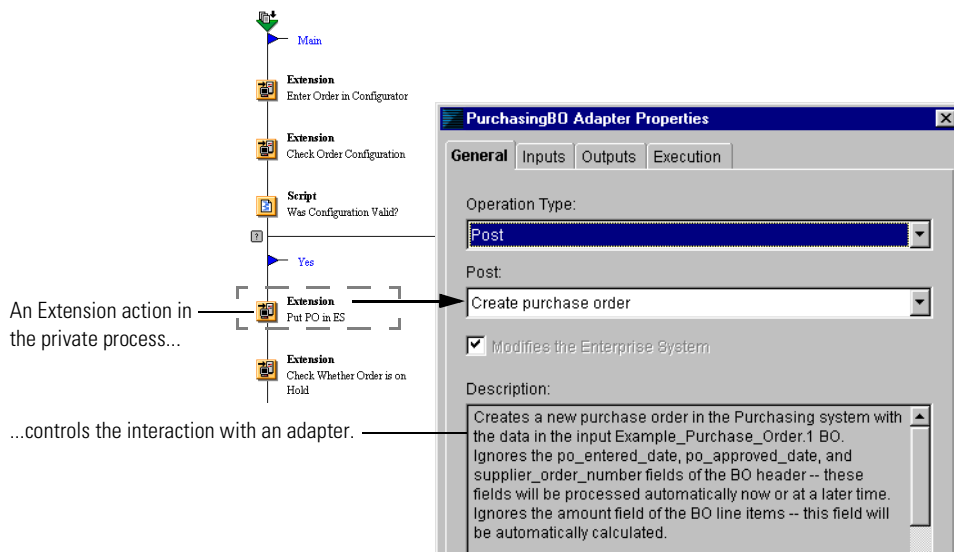 Main
Extension
Enter Order in Configurator
Extension
Check Order Configuration
Script
Was Configuration Valid?
?
Yes
Extension
Put PO in ES
Extension
Check Whether Order is on
Hold
An Extension action in
the private process...
...controls the interaction with an adapter.
PurchasingBO Adapter Properties
General Inputs Outputs Execution
Operation Type:
Post
Post:
Create purchase order
Modifies the Enterprise System
Description:
Creates a new purchase order in the Purchasing system with
the data in the input Example_Purchase_Order.1 BO.
Ignores the po_entered_date, po_approved_date, and
supplier_order_number fields of the BO header -- these
fields will be processed automatically now or at a later time.
Ignores the amount field of the BO line items -- this field will
be automatically calculated.